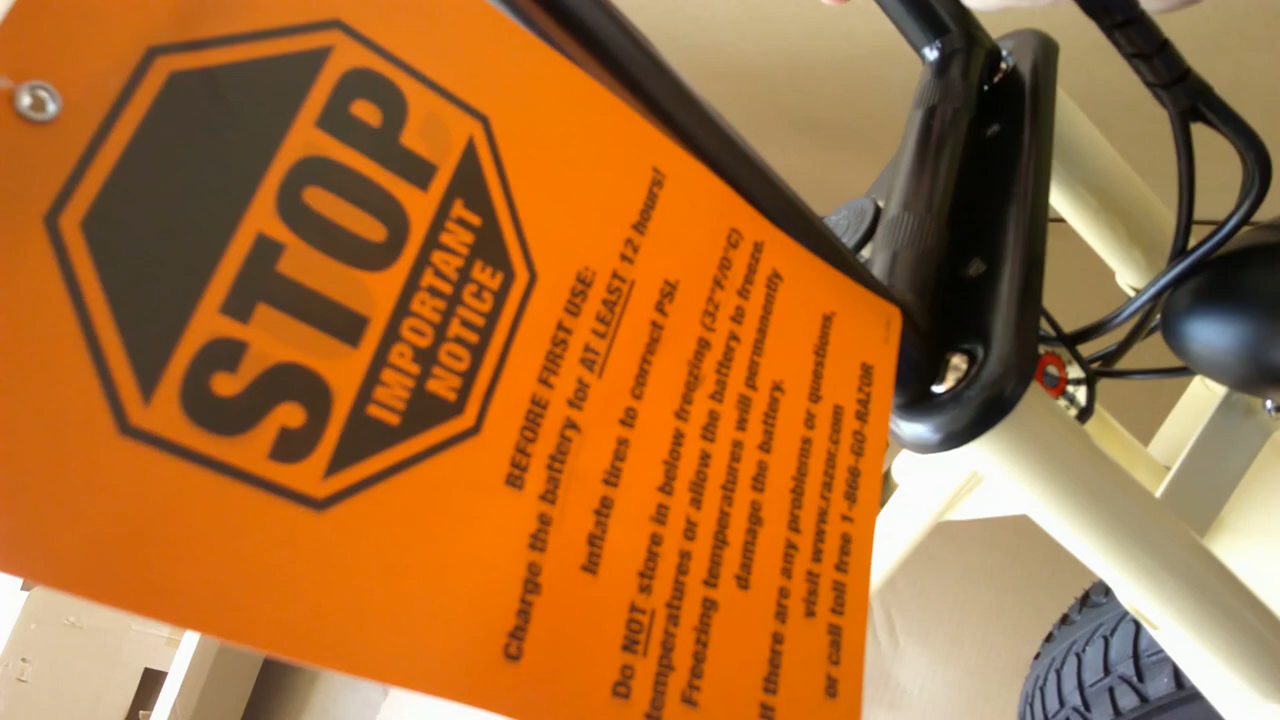 STOP
IMPORTANT
NOTICE
BEFORE FIRST USE:
Charge the battery for AT LEAST 12 hours!
Inflate tires to correct PSI.
Do NOT store in below freezing (32°F/0°C)
temperatures or allow the battery to freeze.
Freezing temperatures will permanently
damage the battery.
If there are any problems or questions,
visit www.razor.com
or call toll free 1-866-GO-RAZOR